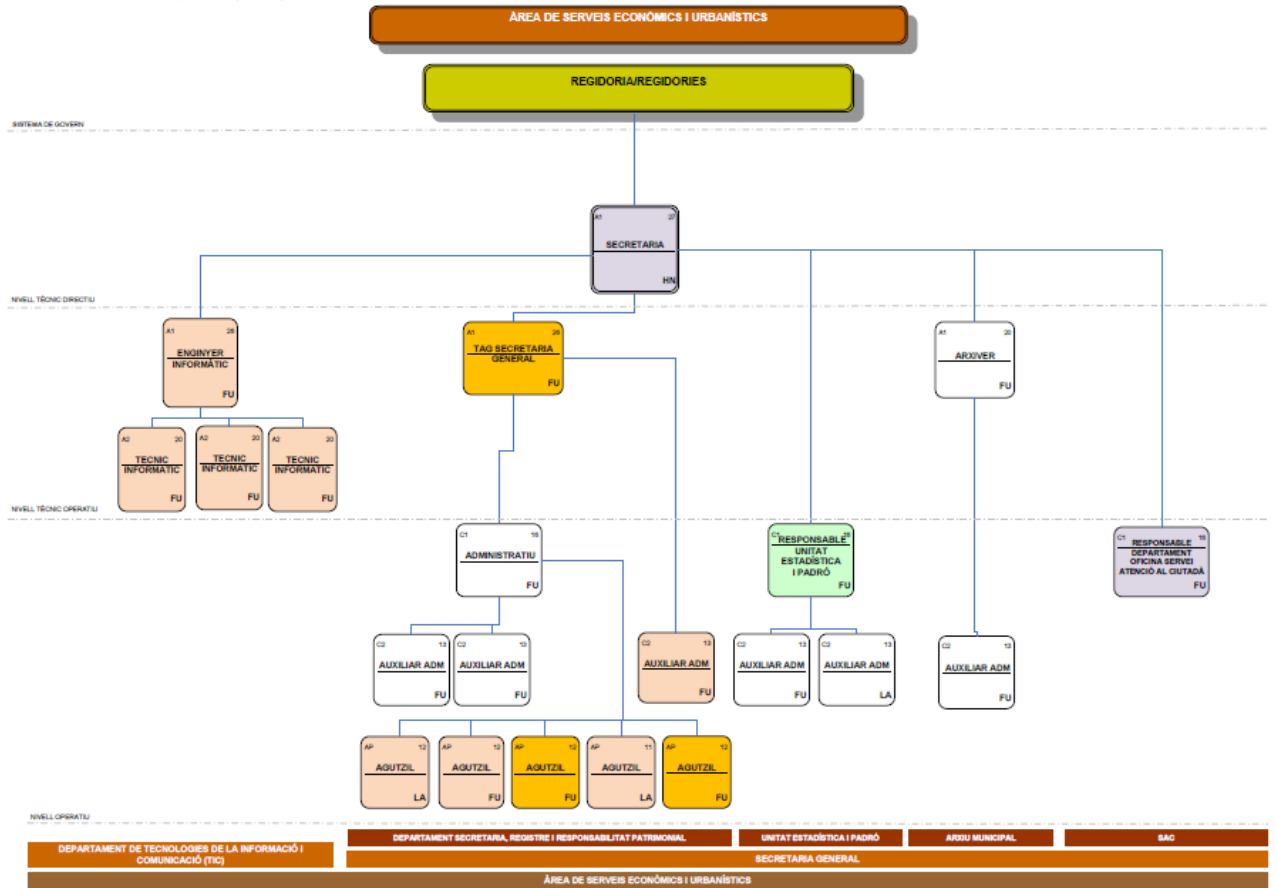 ÀREA DE SERVEIS ECONÒMICS I URBANÍSTICS
REGIDORIA/REGIDORIES
SISTEMA DE GOVERN
A1 27
SECRETARIA
HN
NIVELL TÈCNIC DIRECTIU
A1 26
ENGINYER
INFORMÀTIC
FU
A1 26
TAG SECRETARIA
GENERAL
FU
A1 20
ARXIVER
FU
A2 20
TECNIC
INFORMATIC
FU
A2 20
TECNIC
INFORMATIC
FU
A2 20
TECNIC
INFORMATIC
FU
NIVELL TÈCNIC OPERATIU
C1 16
ADMINISTRATIU
FU
C1
RESPONSABLE
UNITAT
ESTADÍSTICA
I PADRÓ
FU
C1 18
RESPONSABLE
DEPARTAMENT
OFICINA SERVEI
ATENCIÓ AL CIUTADÀ
FU
C2 13
AUXILIAR ADM
FU
C2 13
AUXILIAR ADM
FU
C2 13
AUXILIAR ADM
FU
C2 13
AUXILIAR ADM
FU
C2 13
AUXILIAR ADM
LA
C2 13
AUXILIAR ADM
FU
AP 12
AGUTZIL
LA
AP 12
AGUTZIL
FU
AP 12
AGUTZIL
FU
AP 11
AGUTZIL
LA
AP 12
AGUTZIL
FU
NIVELL OPERATIU
DEPARTAMENT SECRETARIA, REGISTRE I RESPONSABILITAT PATRIMONIAL
UNITAT ESTADÍSTICA I PADRÓ
ARXIU MUNICIPAL
SAC
DEPARTAMENT DE TECNOLOGIES DE LA INFORMACIÓ I
COMUNICACIÓ (TIC)
SECRETARIA GENERAL
ÀREA DE SERVEIS ECONÒMICS I URBANÍSTICS